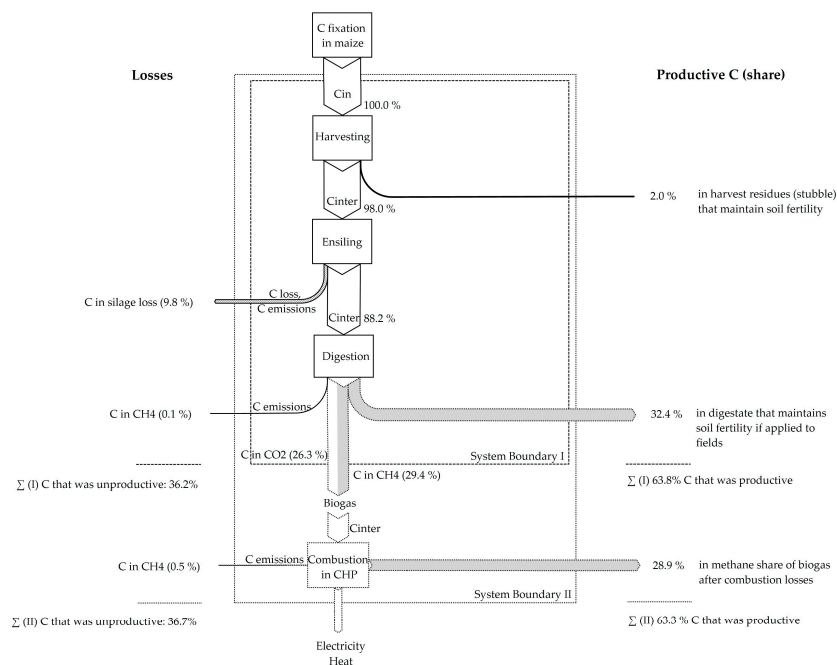 C fixation
in maize
Losses
Productive C (share)
Cin
100.0 %
Harvesting
Cinter
98.0 %
2.0 %
in harvest residues (stubble)
that maintain soil fertility
Ensiling
C loss,
C emissions
C in silage loss (9.8 %)
Cinter
88.2 %
Digestion
C emissions
C in CH4 (0.1 %)
32.4 %
in digestate that maintains
soil fertility if applied to
fields
C in CO2 (26.3 %)
System Boundary I
C in CH4 (29.4 %)
∑ (I) C that was unproductive: 36.2%
∑ (I) 63.8% C that was productive
Biogas
Cinter
C emissions
Combustion
in CHP
C in CH4 (0.5 %)
28.9 %
in methane share of biogas
after combustion losses
System Boundary II
∑ (II) C that was unproductive: 36.7%
∑ (II) 63.3 % C that was productive
Electricity
Heat